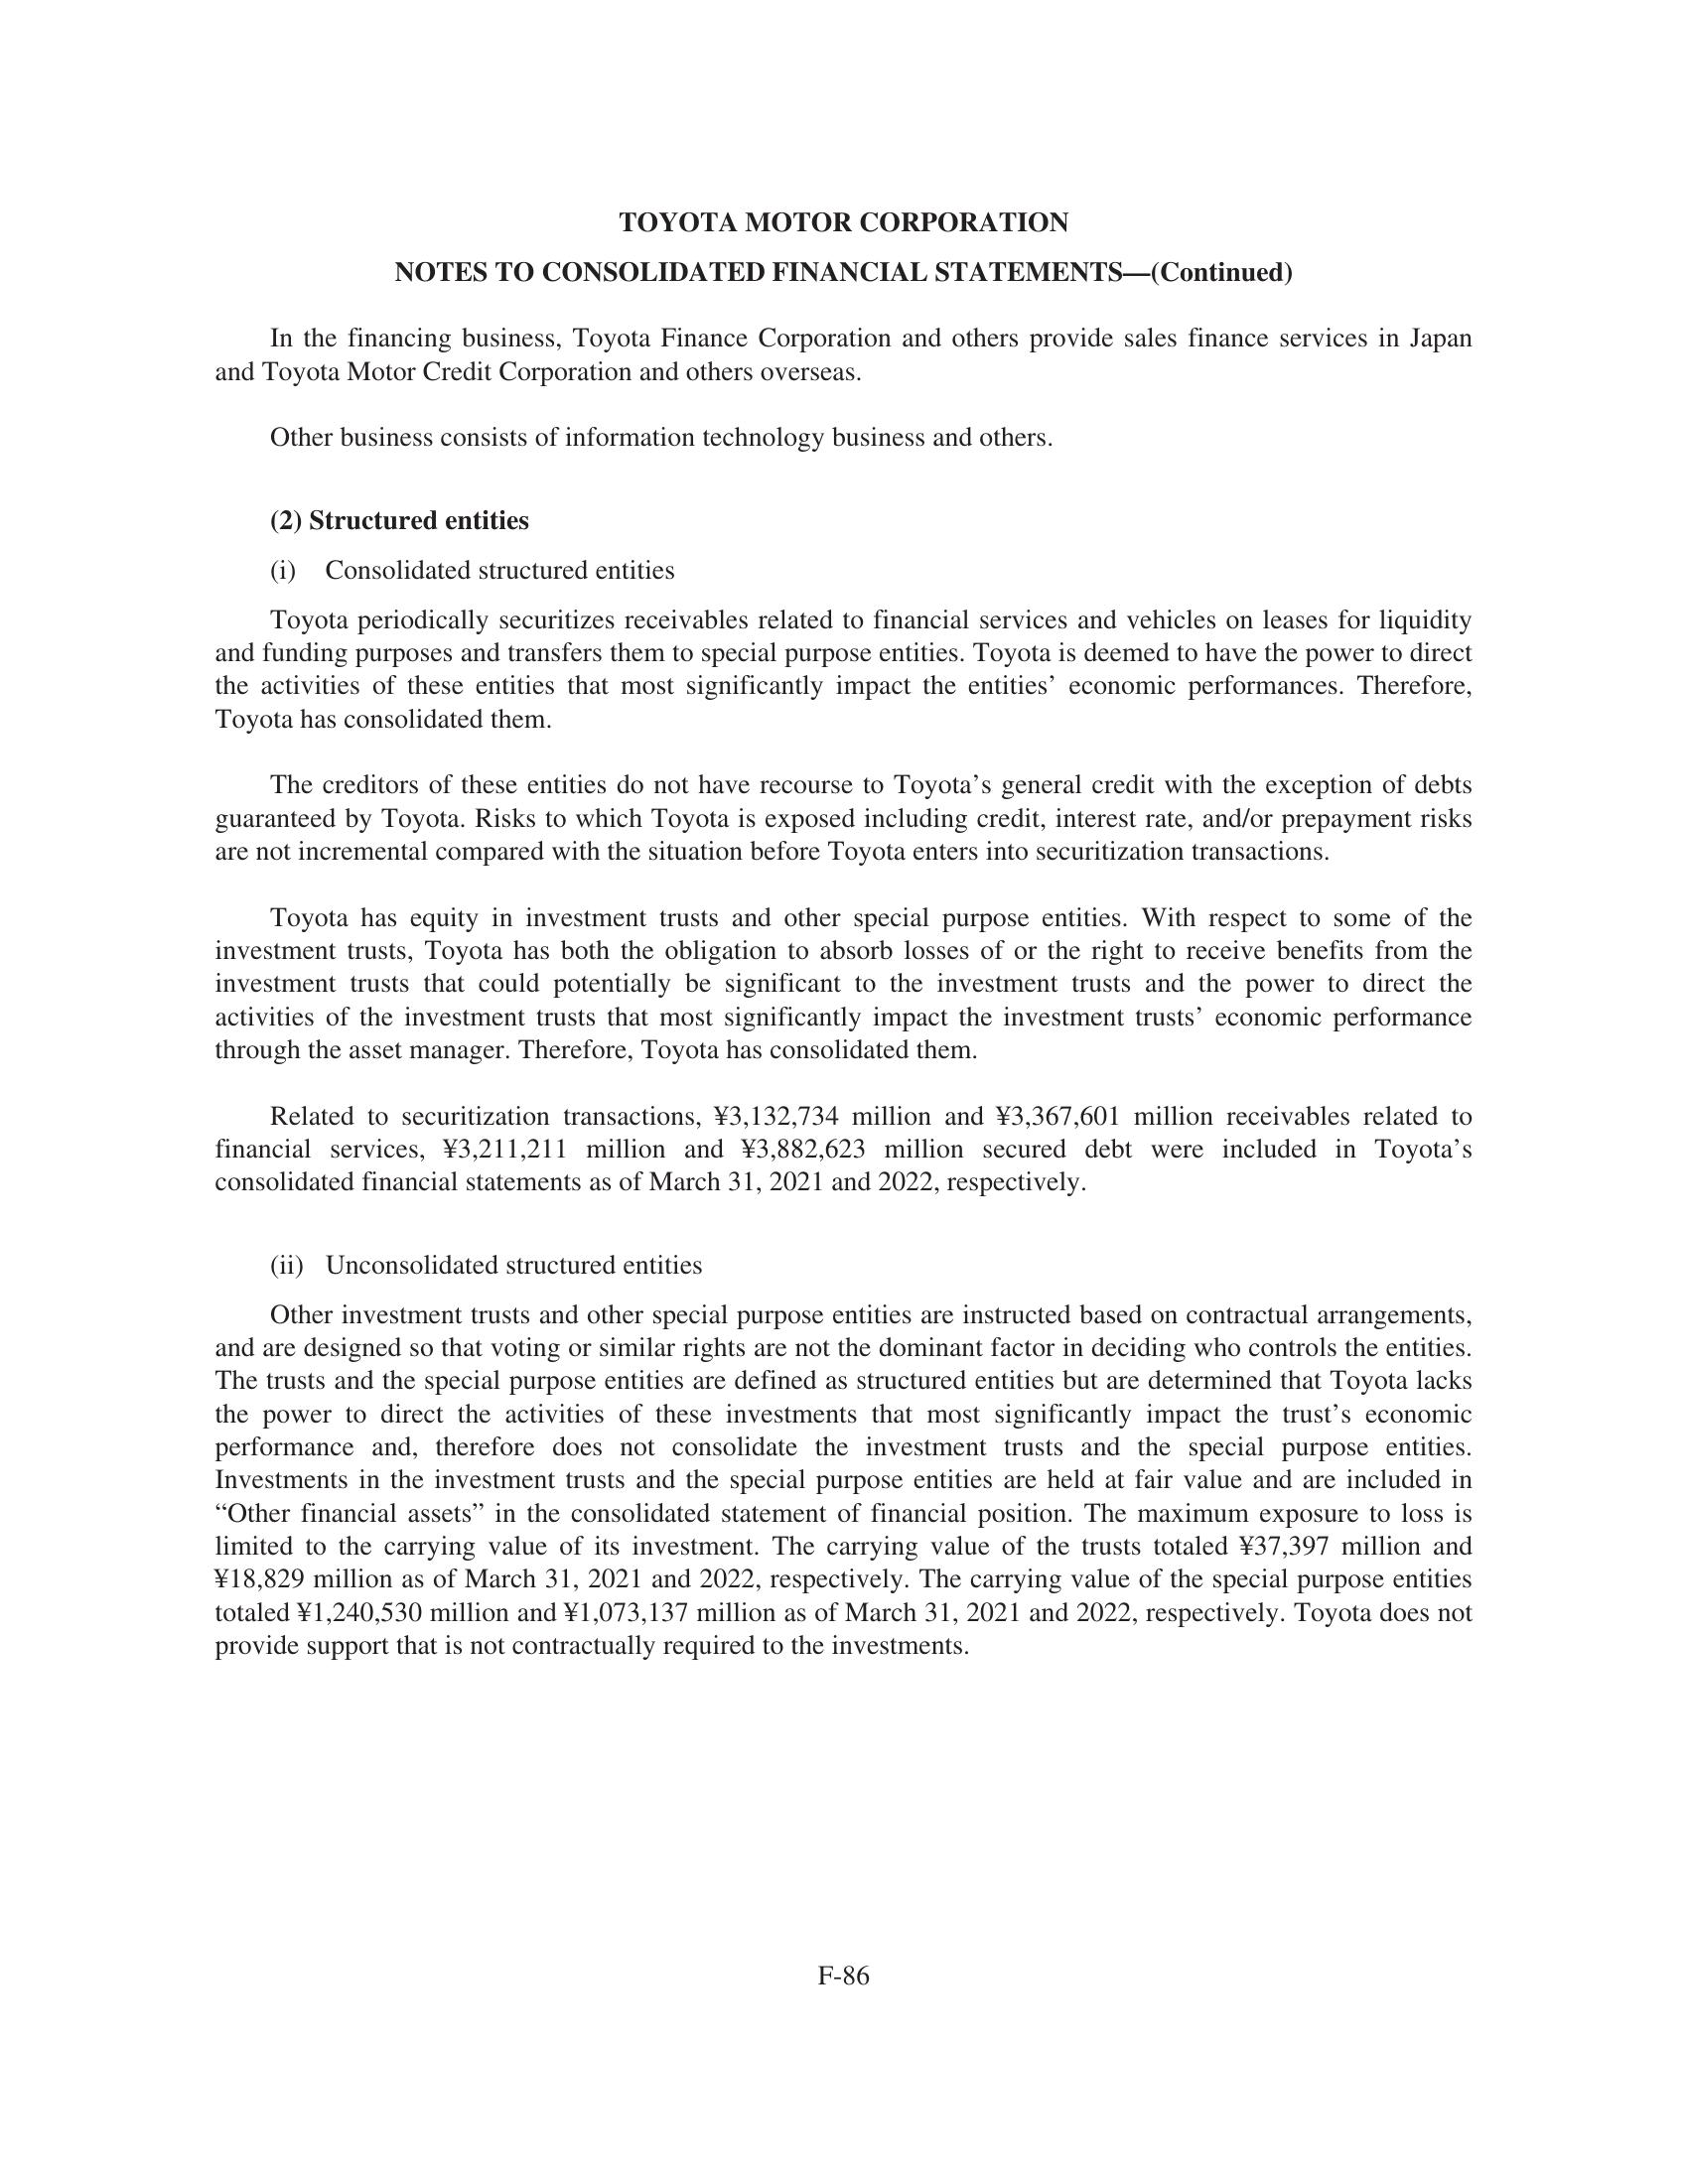 TOYOTA MOTOR CORPORATION
NOTES TO CONSOLIDATED FINANCIAL STATEMENTS—(Continued)
In the financing business, Toyota Finance Corporation and others provide sales finance services in Japan
and Toyota Motor Credit Corporation and others overseas.
Other business consists of information technology business and others.
(2) Structured entities
(i) Consolidated structured entities
Toyota periodically securitizes receivables related to financial services and vehicles on leases for liquidity
and funding purposes and transfers them to special purpose entities. Toyota is deemed to have the power to direct
the activities of these entities that most significantly impact the entities’ economic performances. Therefore,
Toyota has consolidated them.
The creditors of these entities do not have recourse to Toyota’s general credit with the exception of debts
guaranteed by Toyota. Risks to which Toyota is exposed including credit, interest rate, and/or prepayment risks
are not incremental compared with the situation before Toyota enters into securitization transactions.
Toyota has equity in investment trusts and other special purpose entities. With respect to some of the
investment trusts, Toyota has both the obligation to absorb losses of or the right to receive benefits from the
investment trusts that could potentially be significant to the investment trusts and the power to direct the
activities of the investment trusts that most significantly impact the investment trusts’ economic performance
through the asset manager. Therefore, Toyota has consolidated them.
Related to securitization transactions, ¥3,132,734 million and ¥3,367,601 million receivables related to
financial services, ¥3,211,211 million and ¥3,882,623 million secured debt were included in Toyota’s
consolidated financial statements as of March 31, 2021 and 2022, respectively.
(ii) Unconsolidated structured entities
Other investment trusts and other special purpose entities are instructed based on contractual arrangements,
and are designed so that voting or similar rights are not the dominant factor in deciding who controls the entities.
The trusts and the special purpose entities are defined as structured entities but are determined that Toyota lacks
the power to direct the activities of these investments that most significantly impact the trust’s economic
performance and, therefore does not consolidate the investment trusts and the special purpose entities.
Investments in the investment trusts and the special purpose entities are held at fair value and are included in
“Other financial assets” in the consolidated statement of financial position. The maximum exposure to loss is
limited to the carrying value of its investment. The carrying value of the trusts totaled ¥37,397 million and
¥18,829 million as of March 31, 2021 and 2022, respectively. The carrying value of the special purpose entities
totaled ¥1,240,530 million and ¥1,073,137 million as of March 31, 2021 and 2022, respectively. Toyota does not
provide support that is not contractually required to the investments.
F-86